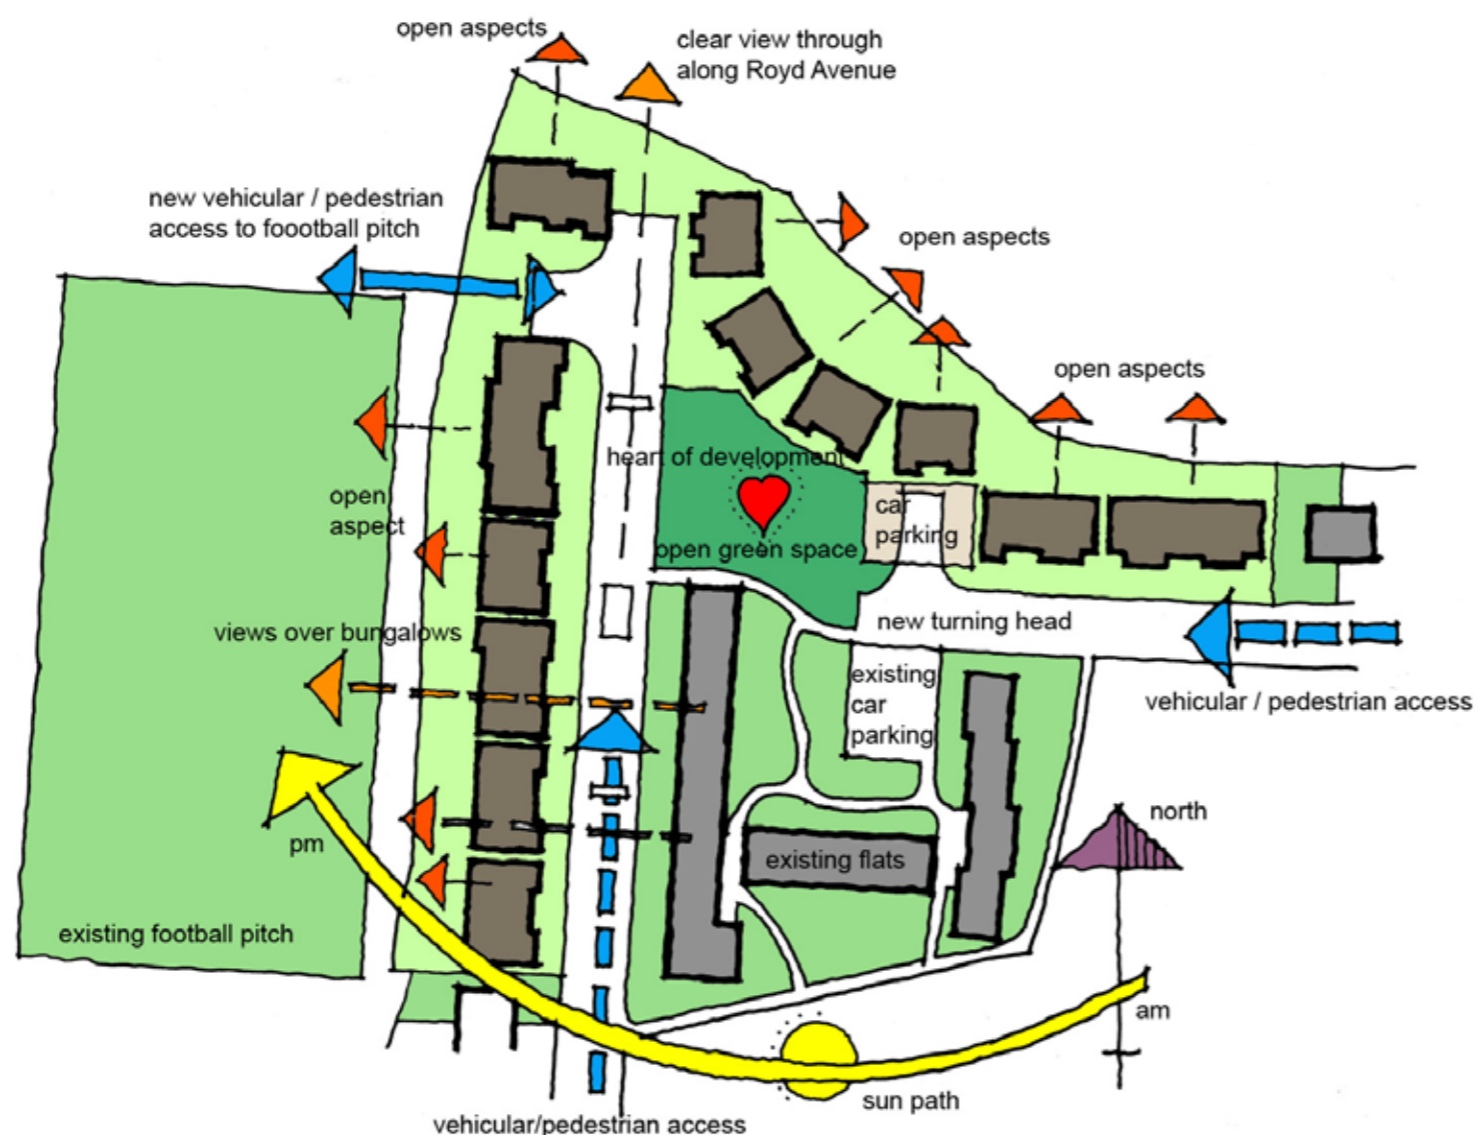 open aspects
clear view through
along Royd Avenue
new vehicular / pedestrian
access to foootball pitch
open aspects
open aspects
heart of development
open
aspect
car
parking
open green space
new turning head
views over bungalows
existing
car
parking
vehicular / pedestrian access
north
pm
existing flats
existing football pitch
am
sun path
vehicular/pedestrian access